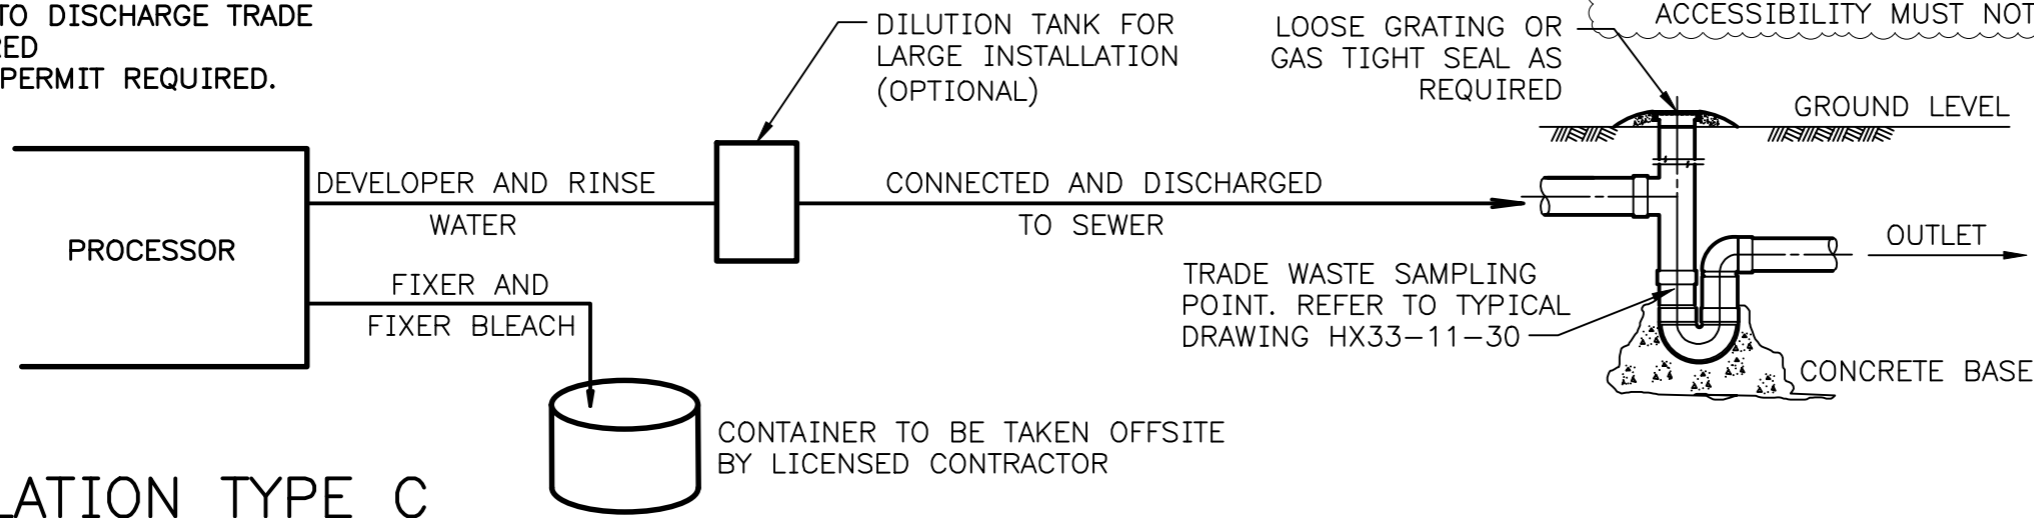 TO DISCHARGE TRADE
RED
PERMIT REQUIRED.
DILUTION TANK FOR
LARGE INSTALLATION
(OPTIONAL)
LOOSE GRATING OR
GAS TIGHT SEAL AS
REQUIRED
ACCESSIBILITY MUST NOT
GROUND LEVEL
PROCESSOR
DEVELOPER AND RINSE
WATER
CONNECTED AND DISCHARGED
TO SEWER
OUTLET
FIXER AND
FIXER BLEACH
TRADE WASTE SAMPLING
POINT. REFER TO TYPICAL
DRAWING HX33-11-30
CONCRETE BASE
CONTAINER TO BE TAKEN OFFSITE
BY LICENSED CONTRACTOR
LATION TYPE C